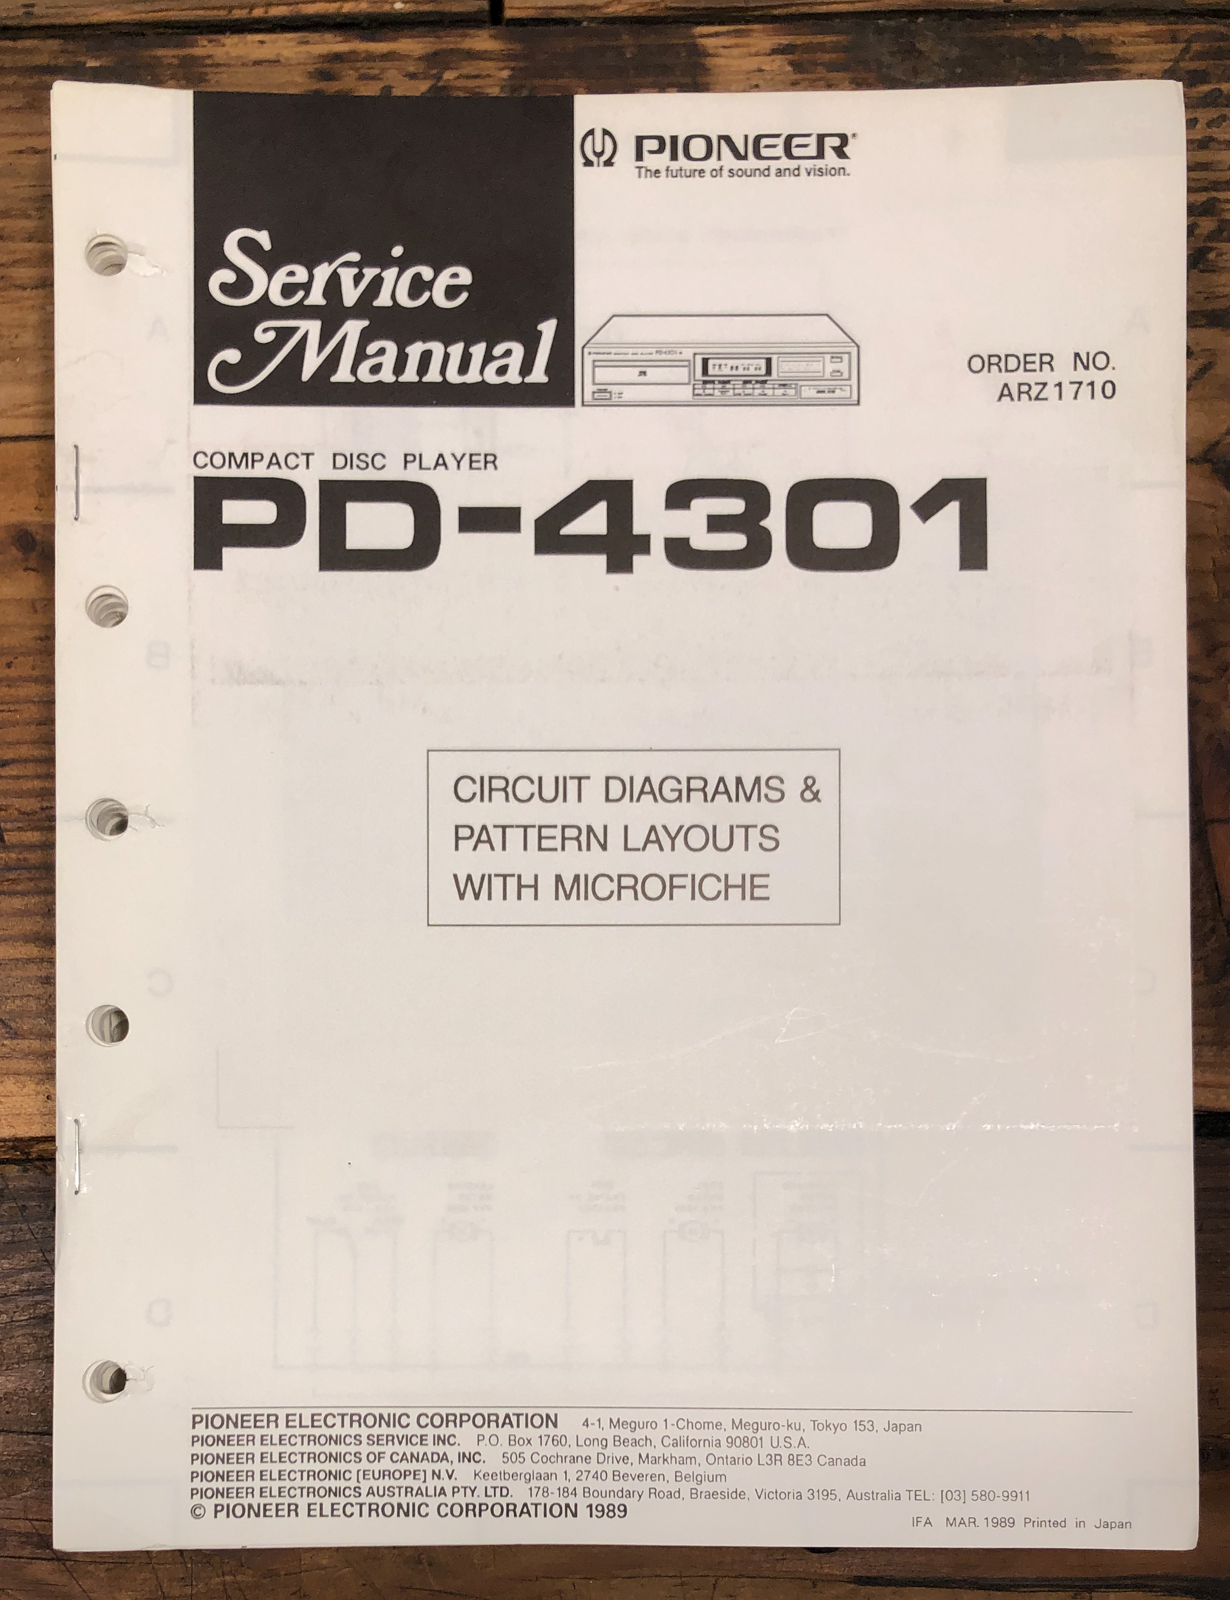 PIONEER®
The future of sound and vision.
Service
Manual
PD-4301
ORDER NO.
ARZ1710
COMPACT DISC PLAYER
PD-4301
CIRCUIT DIAGRAMS &
PATTERN LAYOUTS
WITH MICROFICHE
PIONEER ELECTRONIC CORPORATION 4-1, Meguro 1-Chome, Meguro-ku, Tokyo 153, Japan
PIONEER ELECTRONICS SERVICE INC. P.O. Box 1760, Long Beach, California 90801 U.S.A.
PIONEER ELECTRONICS OF CANADA, INC. 505 Cochrane Drive, Markham, Ontario L3R 8E3 Canada
PIONEER ELECTRONIC [EUROPE] N.V. Keetberglaan 1, 2740 Beveren, Belgium
PIONEER ELECTRONICS AUSTRALIA PTY. LTD. 178-184 Boundary Road, Braeside, Victoria 3195, Australia TEL: [03] 580-9911
© PIONEER ELECTRONIC CORPORATION 1989
IFA MAR. 1989 Printed in Japan